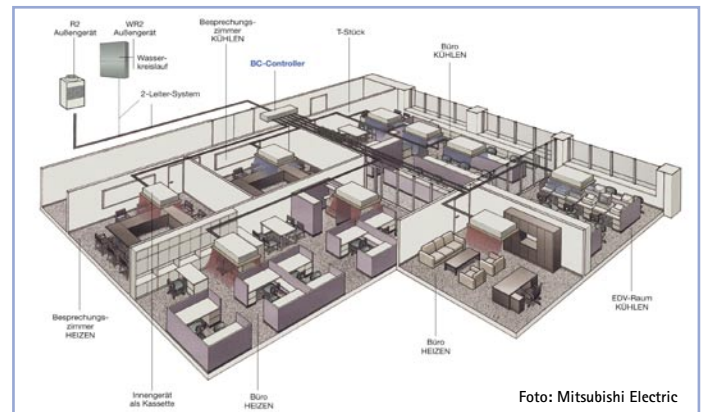 R2
Außengerät
WR2
Außengerät
Wasser-
kreislauf
2-Leiter-System
Besprechungs-
zimmer
KÜHLEN
BC-Controller
T-Stück
Büro
KÜHLEN
Besprechungs-
zimmer
HEIZEN
Innengerät
als Kassette
Büro
HEIZEN
Büro
HEIZEN
EDV-Raum
KÜHLEN
Foto: Mitsubishi Electric